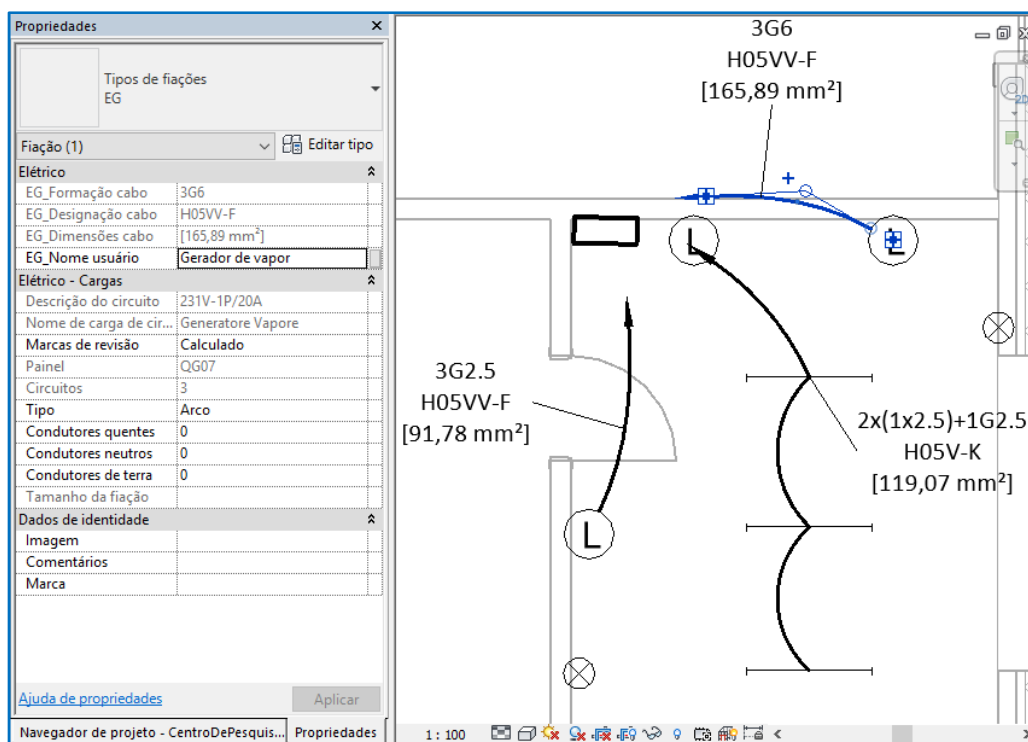 Propriedades
Tipos de fiações
EG
Fiação (1)
Editar tipo
Elétrico
EG_Formação cabo 3G6
EG_Designação cabo H05VV-F
EG_Dimensões cabo [165,89 mm²]
EG_Nome usuário Gerador de vapor
Elétrico - Cargas
Descrição do circuito 231V-1P/20A
Nome de carga de cir... Generatore Vapore
Marcas de revisão Calculado
Painel QG07
Circuitos 3
Tipo Arco
Condutores quentes 0
Condutores neutros 0
Condutores de terra 0
Tamanho da fiação
Dados de identidade
Imagem
Comentários
Marca
Ajuda de propriedades
Aplicar
Navegador de projeto - CentroDePesquis...
Propriedades
3G6
H05VV-F
[165,89 mm²]
2D
L
L
3G2.5
H05VV-F
[91,78 mm²]
2x(1x2.5)+1G2.5
H05V-K
[119,07 mm²]
L
1 : 100